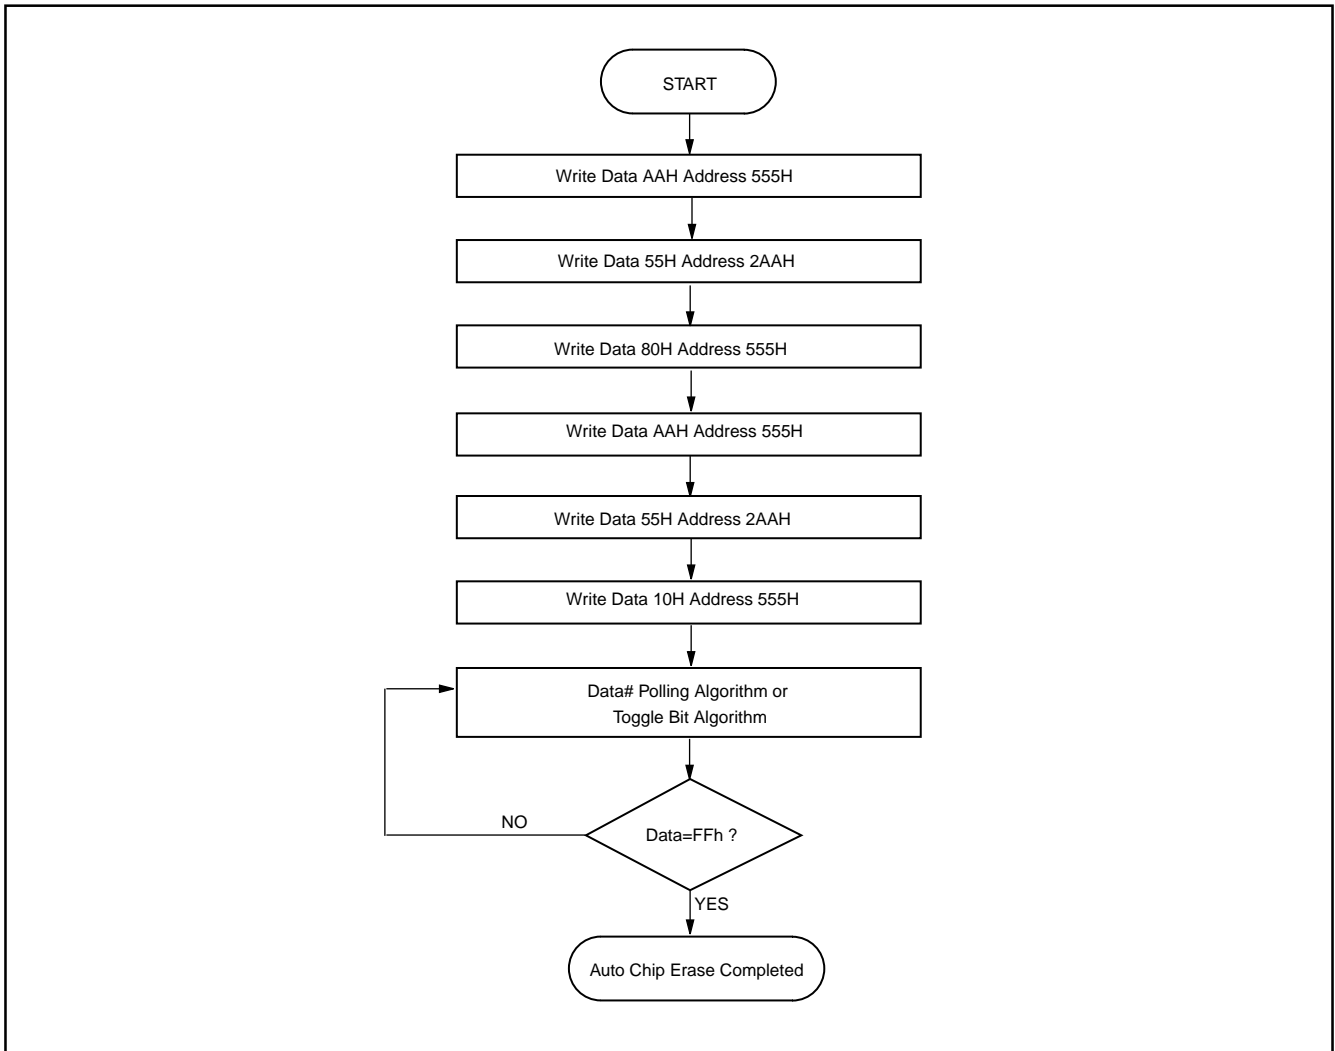 START
Write Data AAH Address 555H
Write Data 55H Address 2AAH
Write Data 80H Address 555H
Write Data AAH Address 555H
Write Data 55H Address 2AAH
Write Data 10H Address 555H
Data# Polling Algorithm or
Toggle Bit Algorithm
NO
Data=FFh ?
YES
Auto Chip Erase Completed